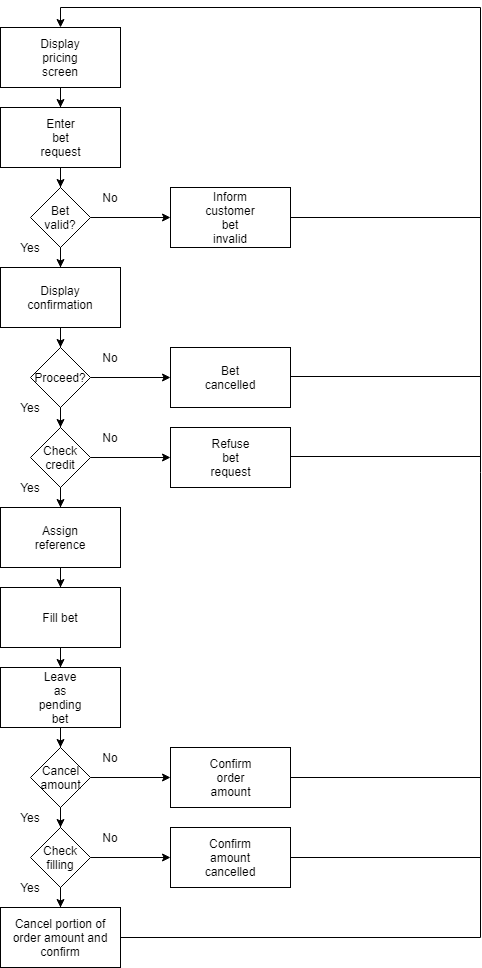 Display
pricing
screen
Enter
bet
request
Bet
valid?
No
Inform
customer
bet
invalid
Yes
Display
confirmation
Proceed?
No
Bet
cancelled
Yes
Check
credit
No
Refuse
bet
request
Yes
Assign
reference
Fill bet
Leave
as
pending
bet
Cancel
amount
No
Confirm
order
amount
Yes
Check
filling
No
Confirm
amount
cancelled
Yes
Cancel portion of
order amount and
confirm